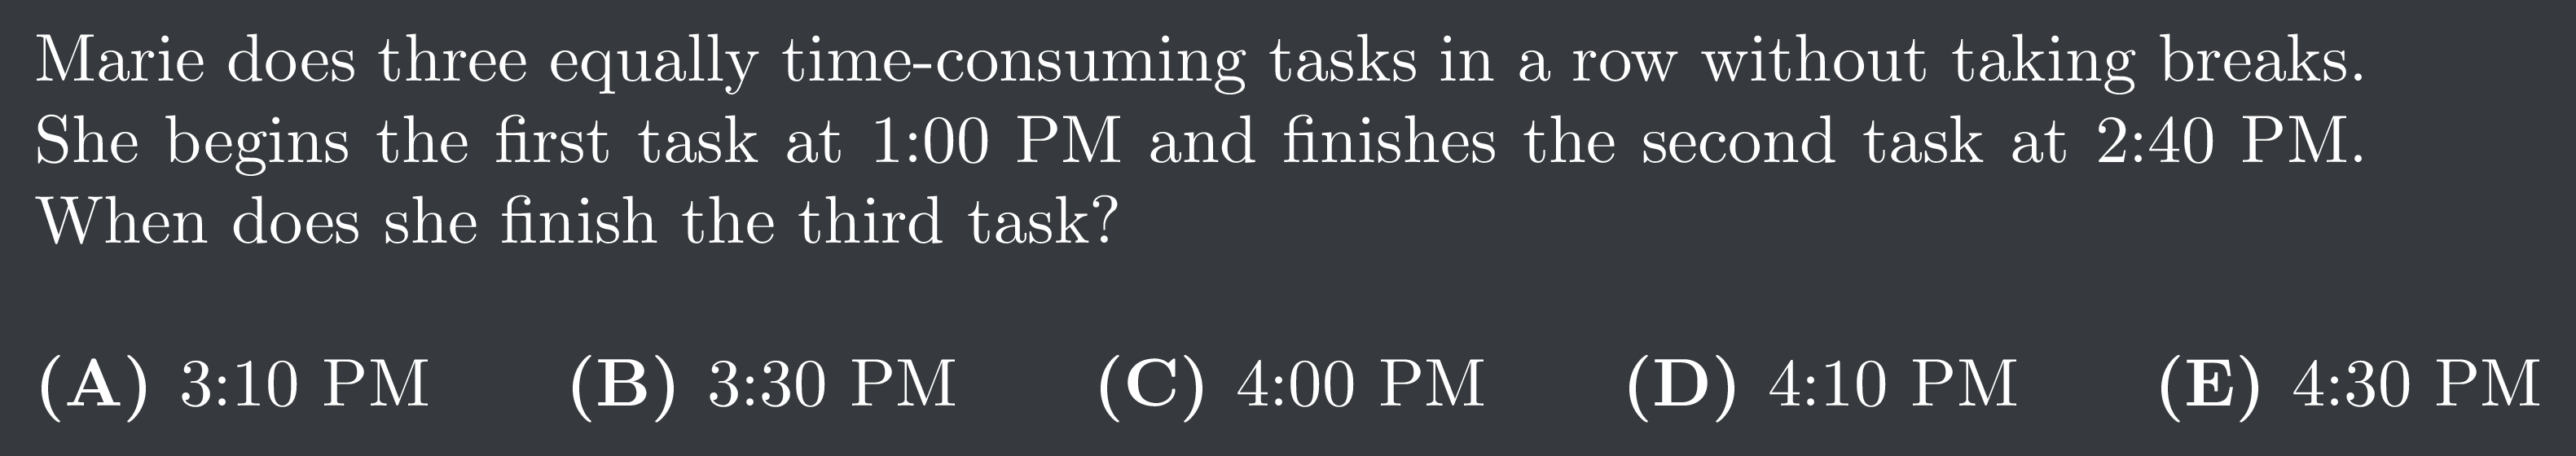 Marie does three equally time-consuming tasks in a row without taking breaks.
She begins the first task at 1:00 PM and finishes the second task at 2:40 PM.
When does she finish the third task?
(A) 3:10 PM (B) 3:30 PM (C) 4:00 PM (D) 4:10 PM (E) 4:30 PM